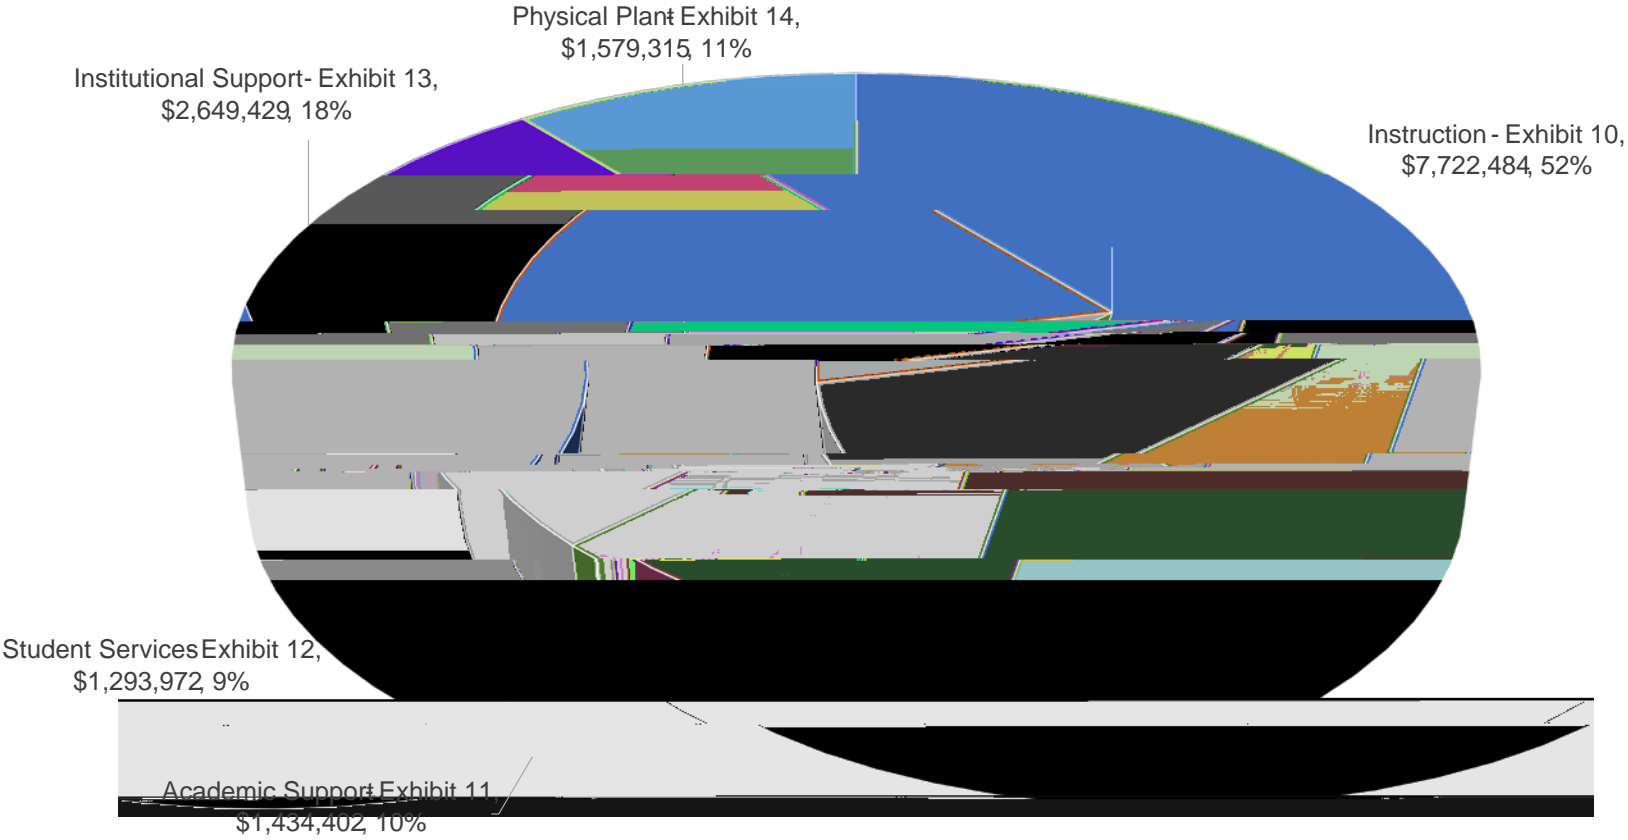 Physical Plant Exhibit 14,
$1,579,315, 11%
Institutional Support - Exhibit 13,
$2,649,429, 18%
Instruction - Exhibit 10,
$7,722,484, 52%
Student Services Exhibit 12,
$1,293,972, 9%
Academic Support Exhibit 11,
$1,434,402, 10%